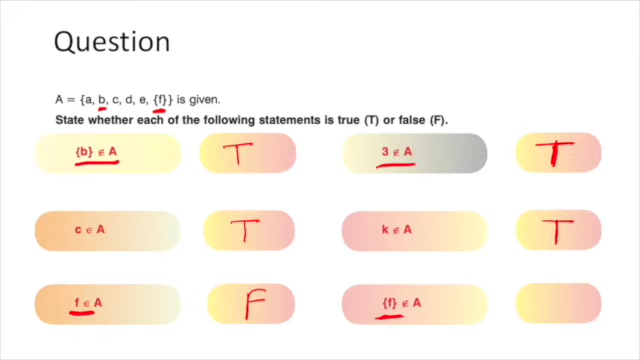 Question
A = {a, b, c, d, e, {f}} is given.
State whether each of the following statements is true (T) or false (F).
{b} ∉ A T 3 ∉ A T
c ∈ A T k ∉ A T
f ∈ A F {f} ∉ A